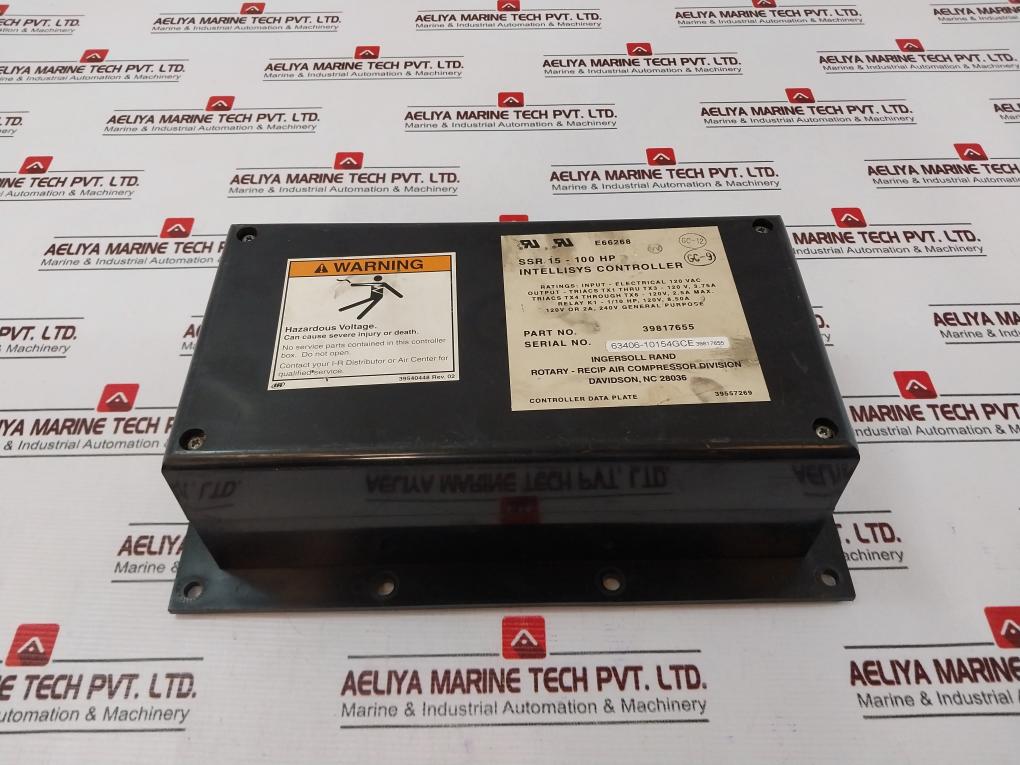 AELIYA MARINE TECH PVT. LTD.
Marine & Industrial Automation & Machinery
WARNING
Hazardous Voltage.
Can cause severe injury or death.
No service parts contained in this controller
box. Do not open.
Contact your I-R Distributor or Air Center for
qualified service.
39540448 Rev. 02
E66268
GC-12
SSR 15 - 100 HP
GC-9
INTELLISYS CONTROLLER
RATINGS: INPUT - ELECTRICAL 120 VAC
OUTPUT - TRIACS TX1 THRU TX3 - 120 V, 3.75A
TRIACS TX4 THROUGH TX6 - 120V, 2.5A MAX.
RELAY K1 - 1/10 HP, 120V, 8.50A
120V OR 2A, 240V GENERAL PURPOSE
PART NO. 39817655
SERIAL NO. 63406-10154GCE 39817655
INGERSOLL RAND
ROTARY - RECIP AIR COMPRESSOR DIVISION
DAVIDSON, NC 28036
CONTROLLER DATA PLATE 39557269
AELIYA MARINE TECH PVT. LTD.
Marine & Industrial Automation & Machinery